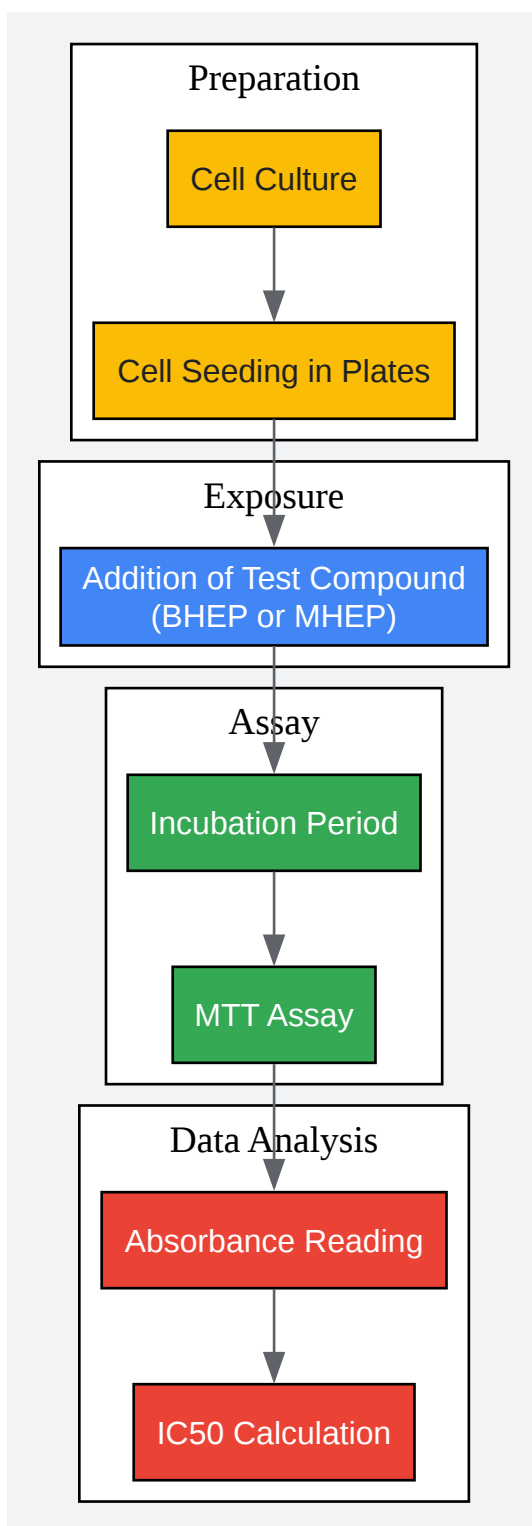 Preparation
Cell Culture
Cell Seeding in Plates
Exposure
Addition of Test Compound
(BHEP or MHEP)
Assay
Incubation Period
MTT Assay
Data Analysis
Absorbance Reading
IC50 Calculation